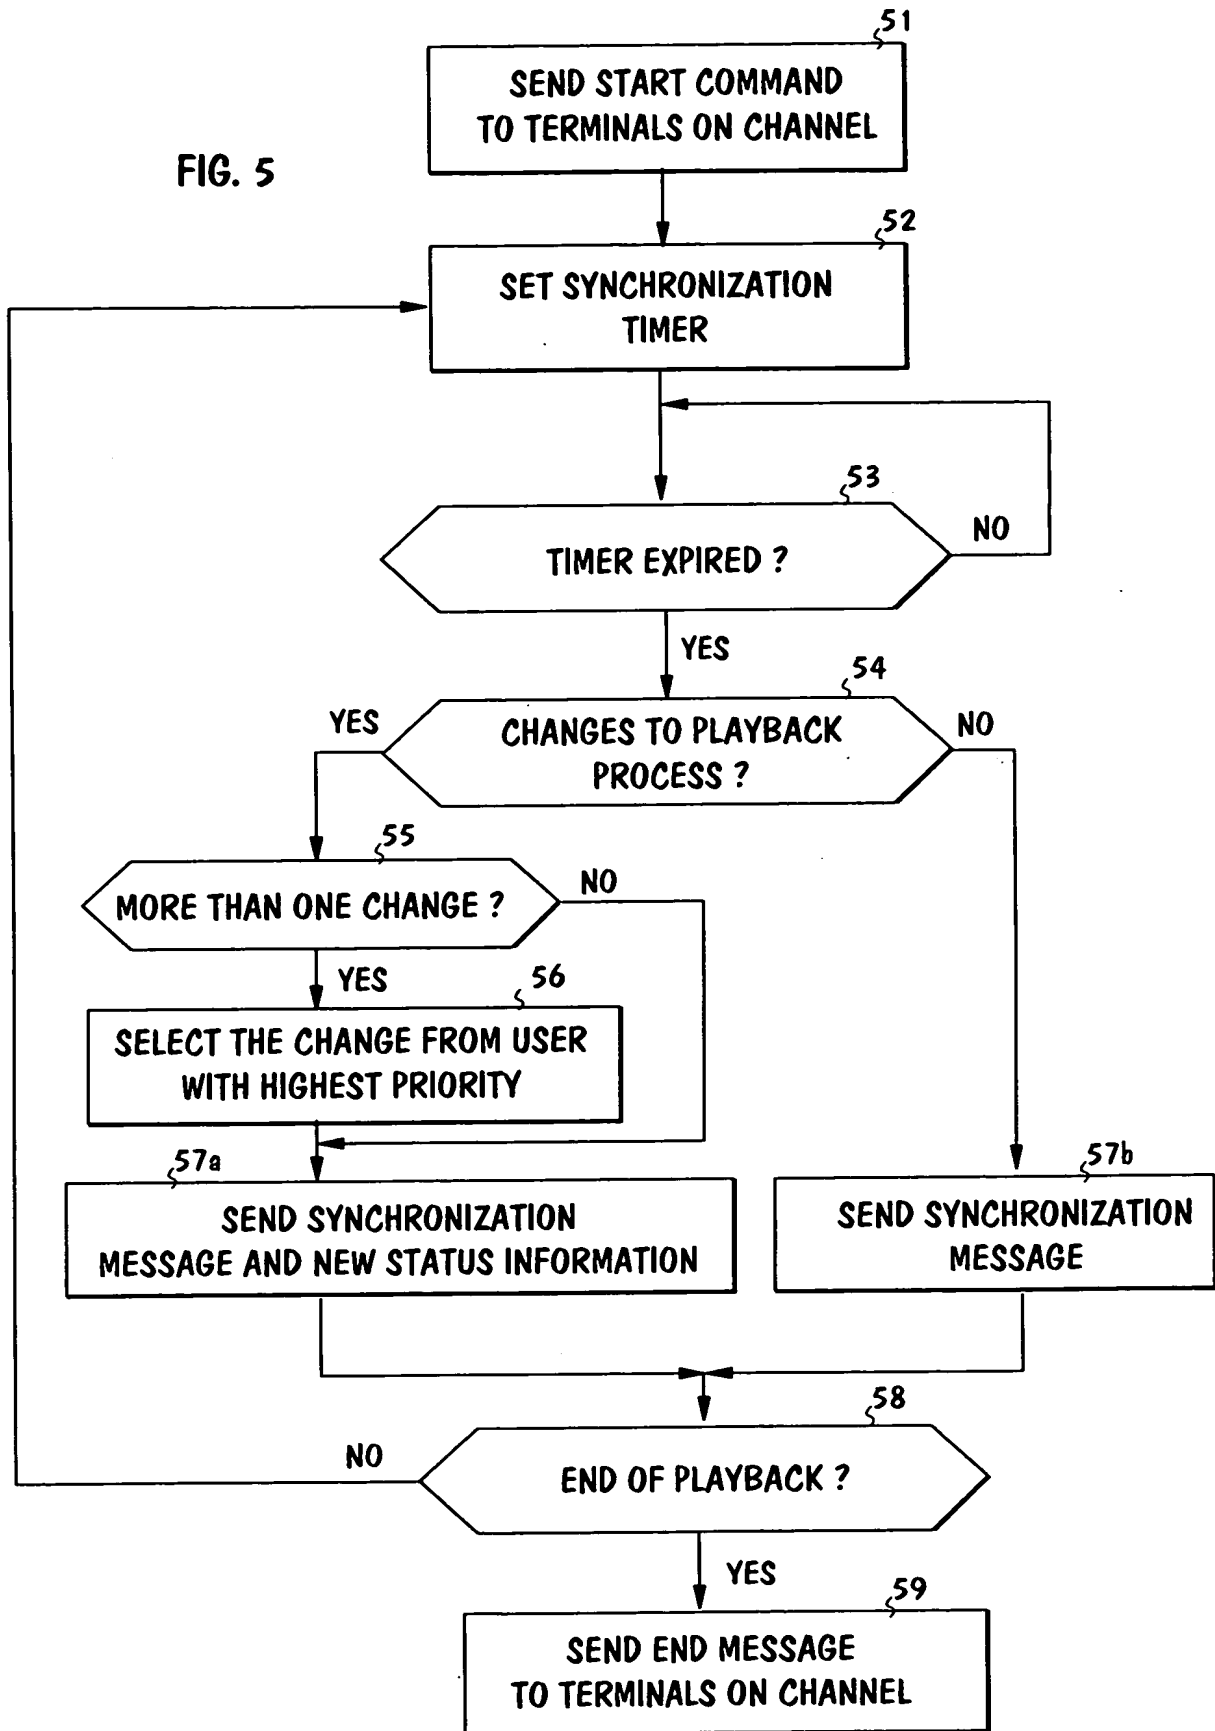 51
SEND START COMMAND
TO TERMINALS ON CHANNEL
FIG. 5
52
SET SYNCHRONIZATION
TIMER
53
TIMER EXPIRED ?
NO
YES
54
YES
CHANGES TO PLAYBACK
PROCESS ?
NO
55
MORE THAN ONE CHANGE ?
NO
YES
56
SELECT THE CHANGE FROM USER
WITH HIGHEST PRIORITY
57a
SEND SYNCHRONIZATION
MESSAGE AND NEW STATUS INFORMATION
57b
SEND SYNCHRONIZATION
MESSAGE
58
NO
END OF PLAYBACK ?
YES
59
SEND END MESSAGE
TO TERMINALS ON CHANNEL